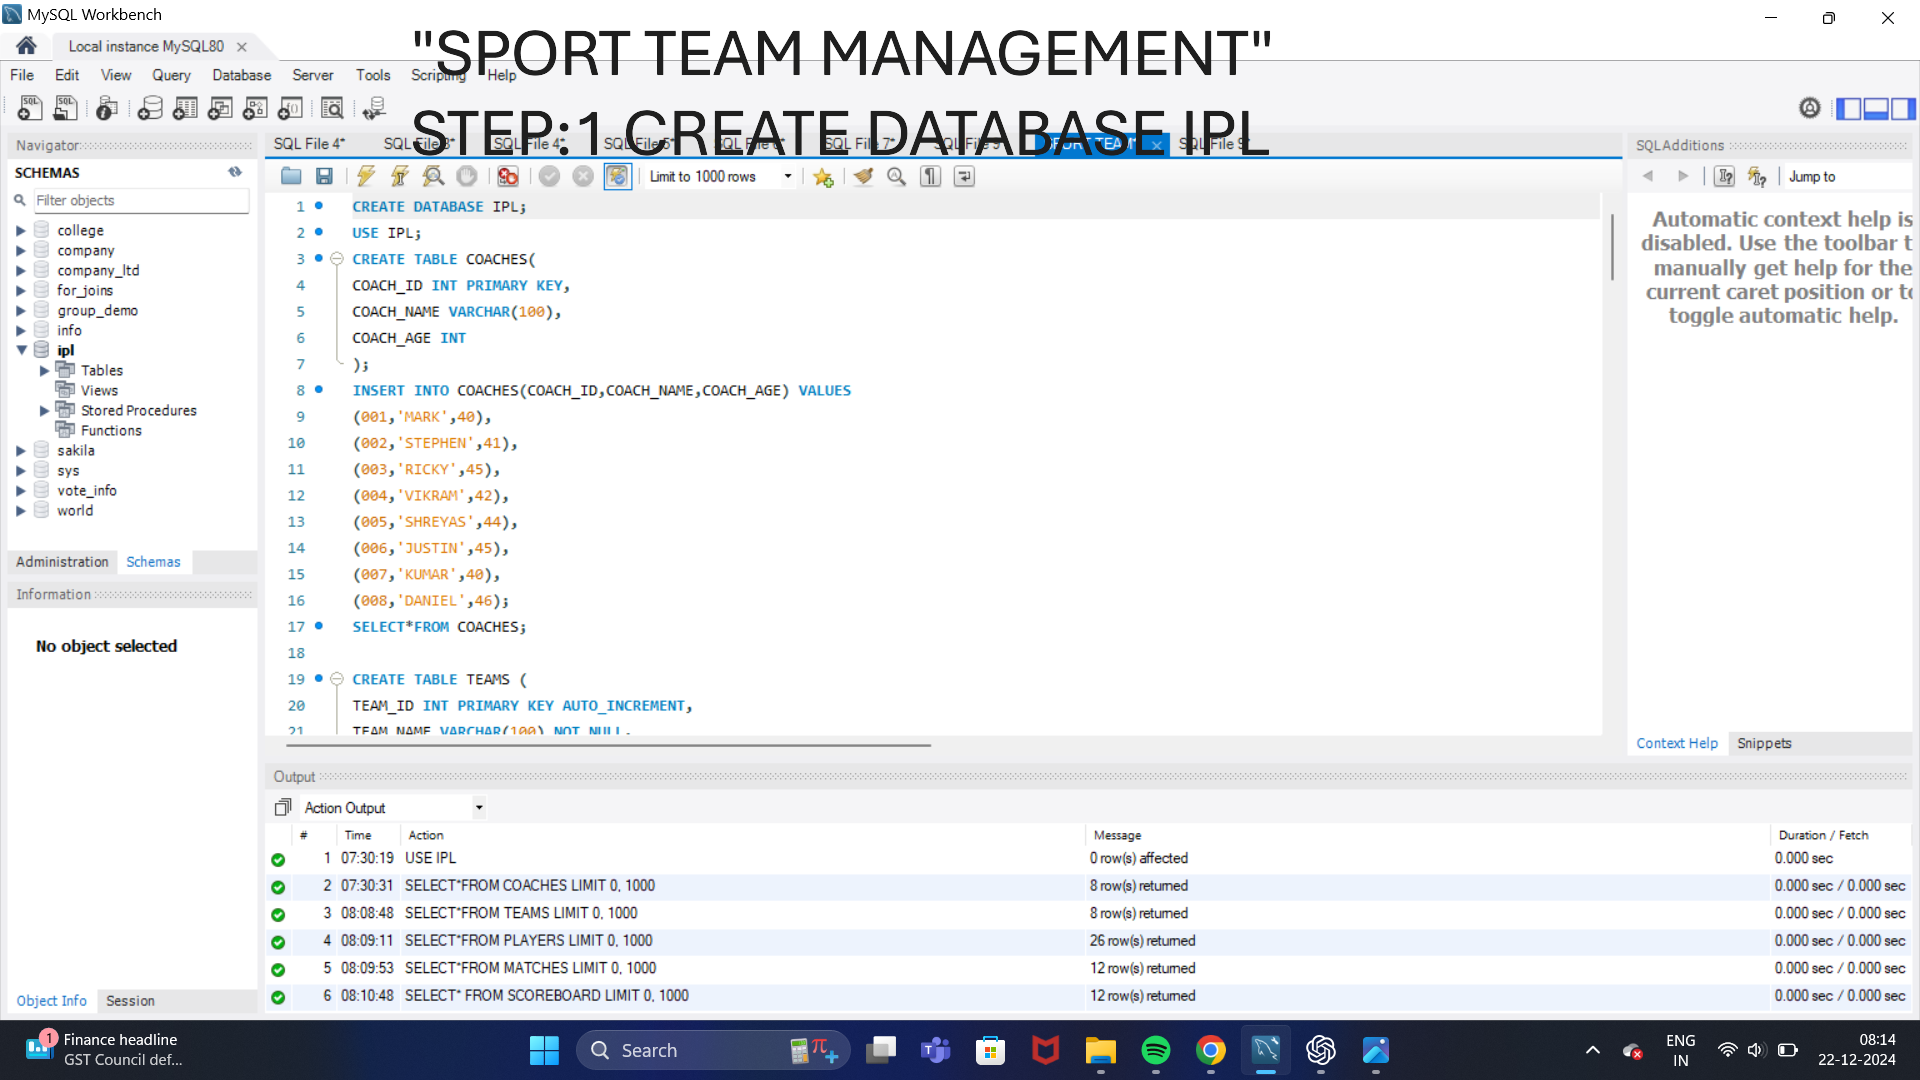 MySQL Workbench
"SPORT TEAM MANAGEMENT"
STEP:1 CREATE DATABASE IPL
Local instance MySQL80
File Edit View Query Database Server Tools Scripting Help
Navigator
SCHEMAS
Filter objects
college
company
company_ltd
for_joins
group_demo
info
ipl
Tables
Views
Stored Procedures
Functions
sakila
sys
vote_info
world
Administration Schemas
Information
No object selected
Object Info Session
SQL File 4* SQL File 3* SQL File 4* SQL File 5* SQL File 6* SQL File 7* SQL File 9* SPORT TEAM* SQL File 9*
Limit to 1000 rows
1 CREATE DATABASE IPL;
2 USE IPL;
3 CREATE TABLE COACHES(
4 COACH_ID INT PRIMARY KEY,
5 COACH_NAME VARCHAR(100),
6 COACH_AGE INT
7 );
8 INSERT INTO COACHES(COACH_ID,COACH_NAME,COACH_AGE) VALUES
9 (001,'MARK',40),
10 (002,'STEPHEN',41),
11 (003,'RICKY',45),
12 (004,'VIKRAM',42),
13 (005,'SHREYAS',44),
14 (006,'JUSTIN',45),
15 (007,'KUMAR',40),
16 (008,'DANIEL',46);
17 SELECT*FROM COACHES;
18
19 CREATE TABLE TEAMS (
20 TEAM_ID INT PRIMARY KEY AUTO_INCREMENT,
21 TEAM_NAME VARCHAR(100) NOT NULL,
SQLAdditions
Jump to
Automatic context help is
disabled. Use the toolbar t
manually get help for the
current caret position or to
toggle automatic help.
Context Help Snippets
Output
Action Output
# Time Action Message Duration / Fetch
1 07:30:19 USE IPL 0 row(s) affected 0.000 sec
2 07:30:31 SELECT*FROM COACHES LIMIT 0, 1000 8 row(s) returned 0.000 sec / 0.000 sec
3 08:08:48 SELECT*FROM TEAMS LIMIT 0, 1000 8 row(s) returned 0.000 sec / 0.000 sec
4 08:09:11 SELECT*FROM PLAYERS LIMIT 0, 1000 26 row(s) returned 0.000 sec / 0.000 sec
5 08:09:53 SELECT*FROM MATCHES LIMIT 0, 1000 12 row(s) returned 0.000 sec / 0.000 sec
6 08:10:48 SELECT* FROM SCOREBOARD LIMIT 0, 1000 12 row(s) returned 0.000 sec / 0.000 sec
1 Finance headline
GST Council def...
Search
ENG
IN
08:14
22-12-2024